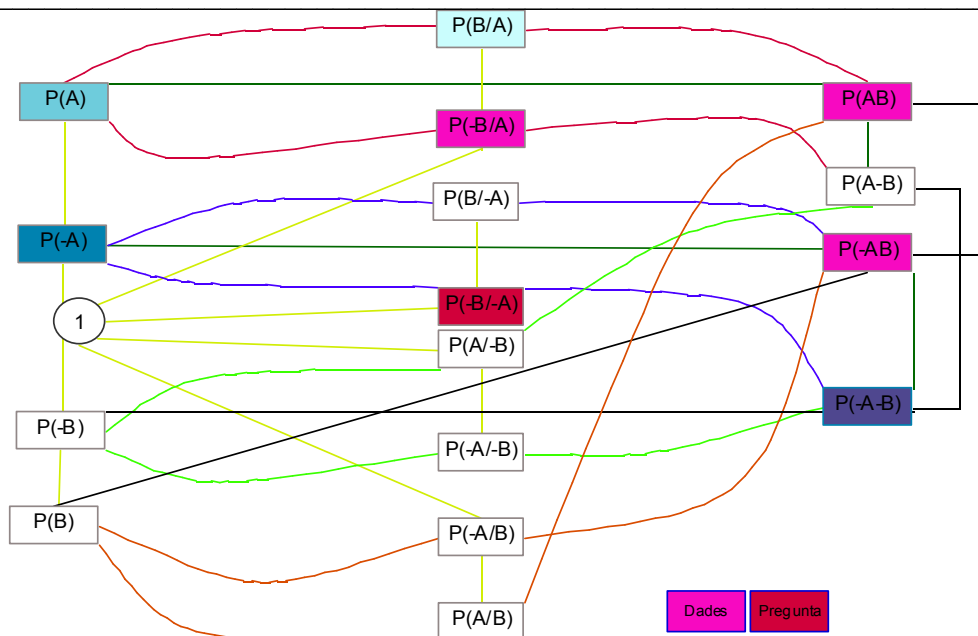 P(B/A)
P(A)
P(AB)
P(-B/A)
P(A-B)
P(B/-A)
P(-A)
P(-AB)
P(-B/-A)
1
P(A/-B)
P(-A-B)
P(-B)
P(-A/-B)
P(B)
P(-A/B)
P(A/B)
Dades
Pregunta